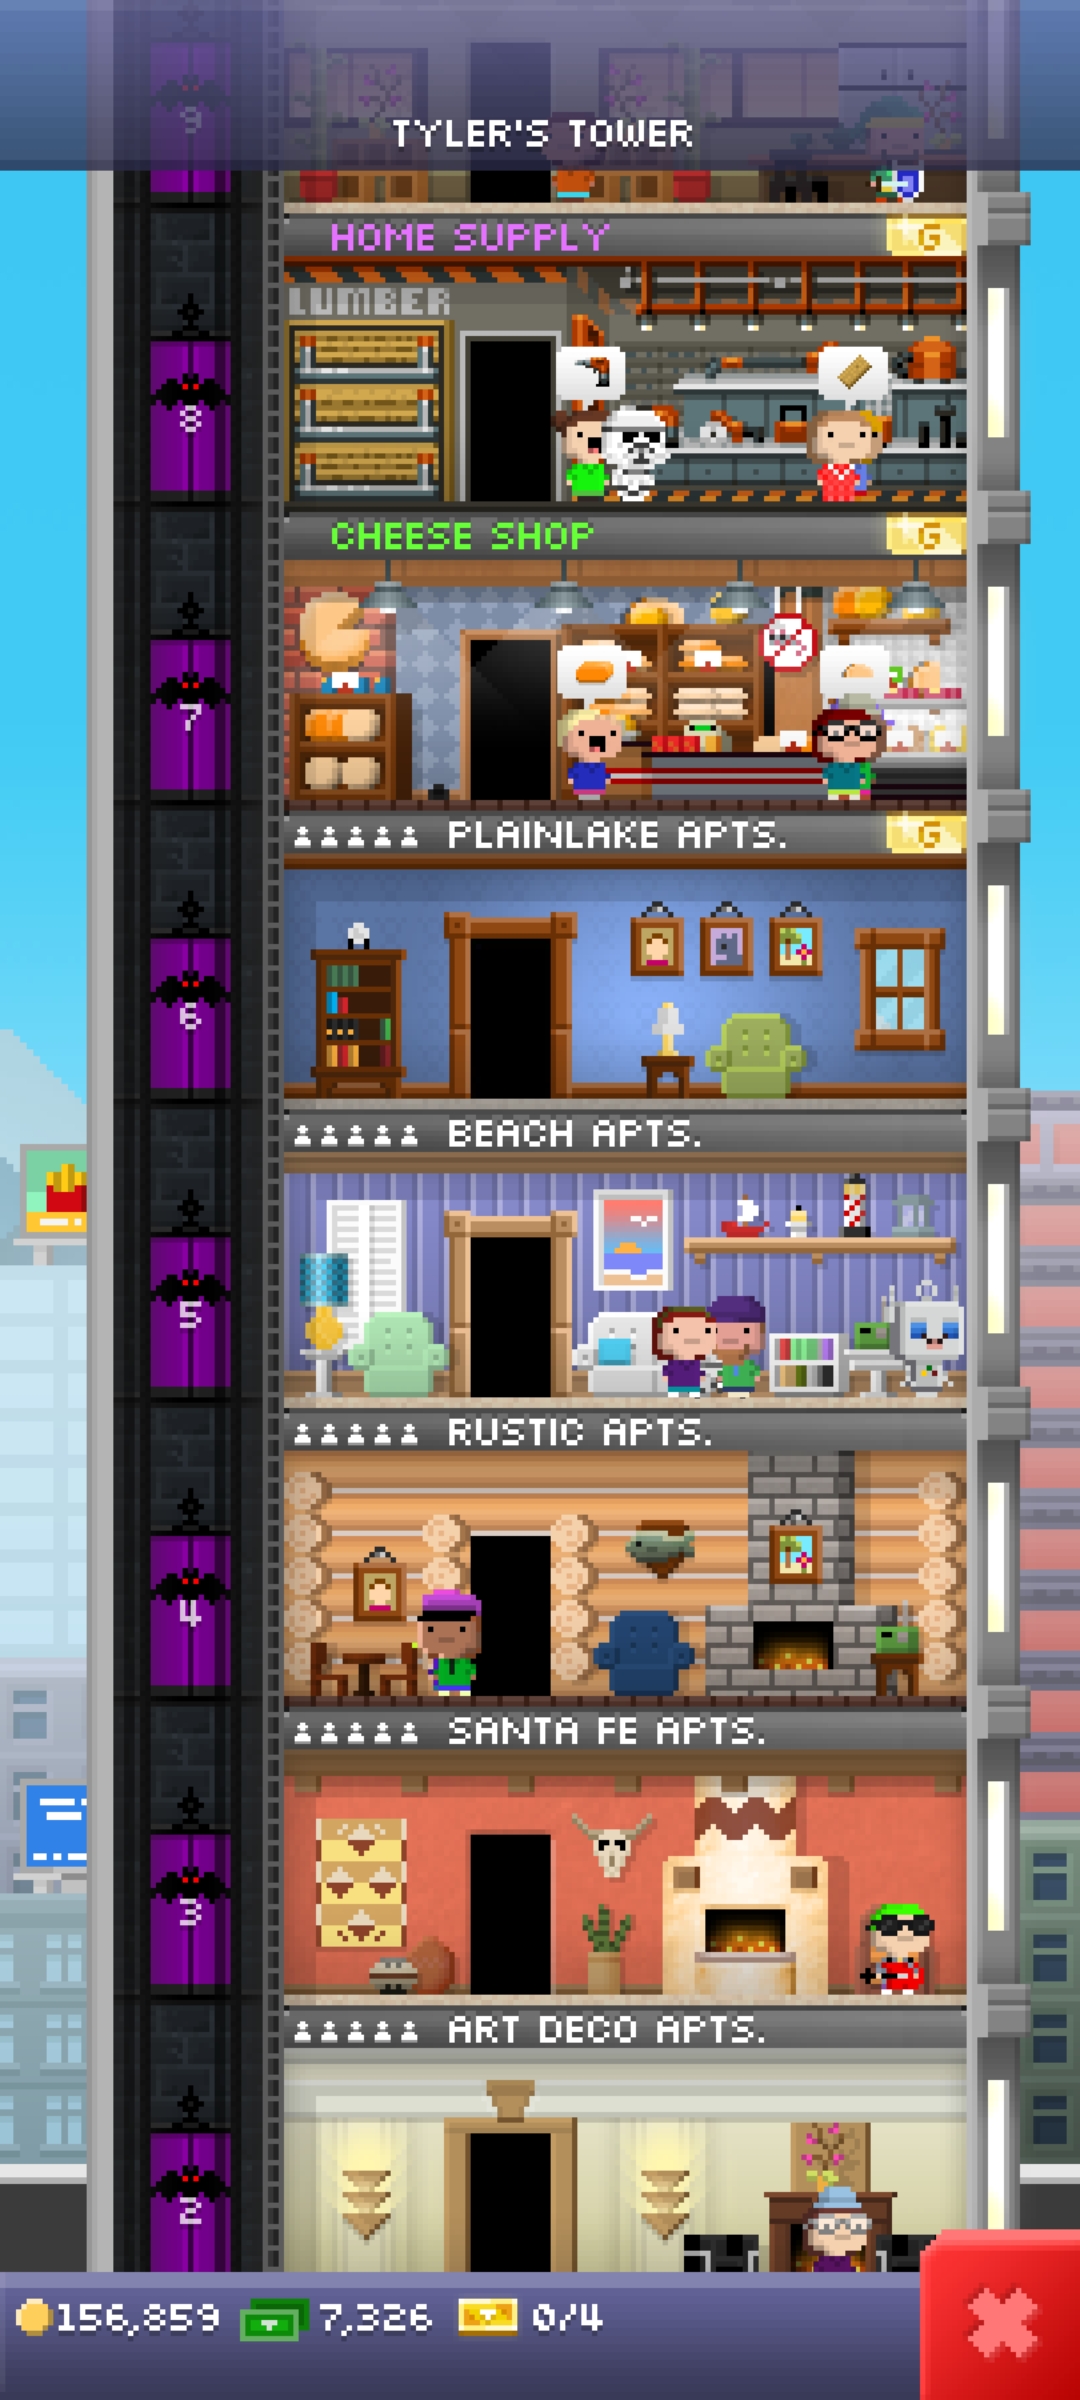 9
TYLER'S TOWER
HOME SUPPLY G
LUMBER
8
CHEESE SHOP G
7
PLAINLAKE APTS. G
6
BEACH APTS.
5
RUSTIC APTS.
4
SANTA FE APTS.
3
ART DECO APTS.
2
156,859 7,326 0/4